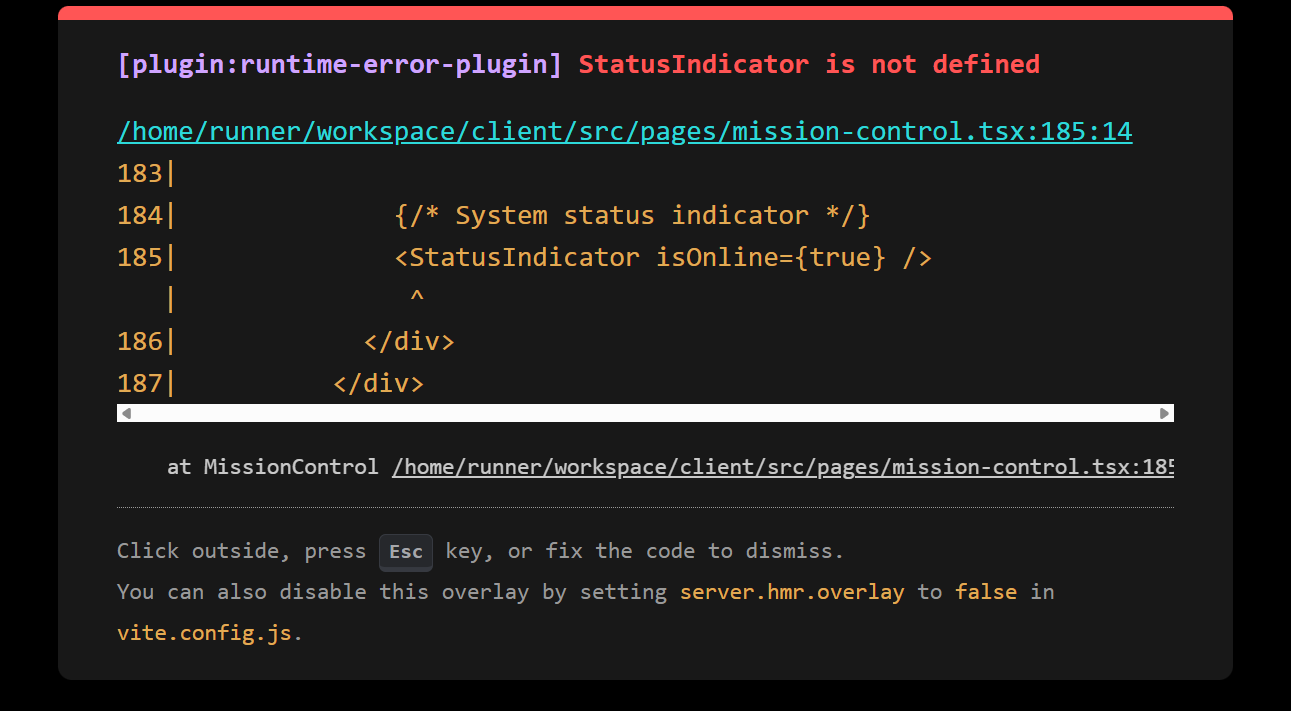 [plugin:runtime-error-plugin] StatusIndicator is not defined
/home/runner/workspace/client/src/pages/mission-control.tsx:185:14
183|
184|              {/* System status indicator */}
185|              <StatusIndicator isOnline={true} />
   |               ^
186|            </div>
187|          </div>
at MissionControl /home/runner/workspace/client/src/pages/mission-control.tsx:185
Click outside, press Esc key, or fix the code to dismiss.
You can also disable this overlay by setting server.hmr.overlay to false in
vite.config.js.